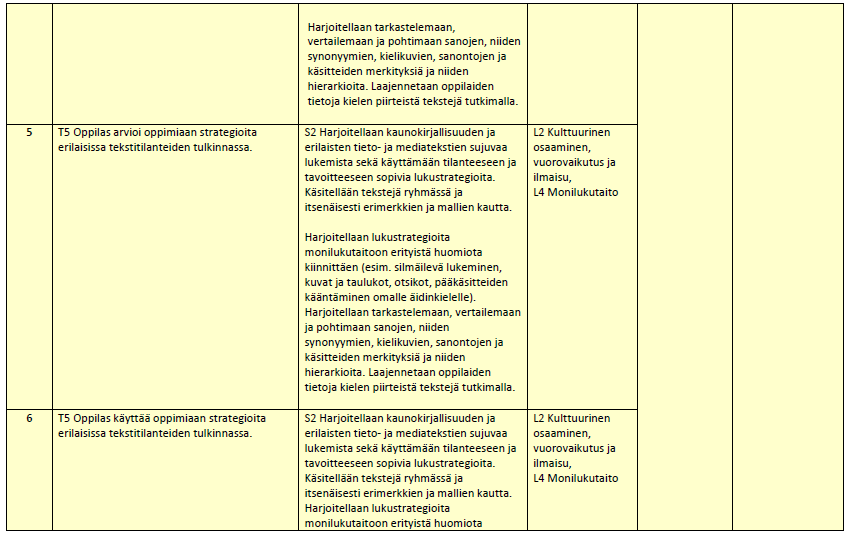 Harjoitellaan tarkastelemaan,
vertailemaan ja pohtimaan sanojen, niiden
synonyymien, kielikuvien, sanontojen ja
käsitteiden merkityksiä ja niiden
hierarkioita. Laajennetaan oppilaiden
tietoja kielen piirteistä tekstejä tutkimalla.
5
T5 Oppilas arvioi oppimiaan strategioita
erilaisissa tekstitilanteiden tulkinnassa.
S2 Harjoitellaan kaunokirjallisuuden ja
erilaisten tieto- ja mediatekstien sujuvaa
lukemista sekä käyttämään tilanteeseen ja
tavoitteeseen sopivia lukustrategioita.
Käsitellään tekstejä ryhmässä ja
itsenäisesti erimerkkien ja mallien kautta.
Harjoitellaan lukustrategioita
monilukutaitoon erityistä huomiota
kiinnittäen (esim. silmäilevä lukeminen,
kuvat ja taulukot, otsikot, pääkäsitteiden
kääntäminen omalle äidinkielelle).
Harjoitellaan tarkastelemaan, vertailemaan
ja pohtimaan sanojen, niiden
synonyymien, kielikuvien, sanontojen ja
käsitteiden merkityksiä ja niiden
hierarkioita. Laajennetaan oppilaiden
tietoja kielen piirteistä tekstejä tutkimalla.
L2 Kulttuurinen
osaaminen,
vuorovaikutus ja
ilmaisu,
L4 Monilukutaito
6
T5 Oppilas käyttää oppimiaan strategioita
erilaisissa tekstitilanteiden tulkinnassa.
S2 Harjoitellaan kaunokirjallisuuden ja
erilaisten tieto- ja mediatekstien sujuvaa
lukemista sekä käyttämään tilanteeseen ja
tavoitteeseen sopivia lukustrategioita.
Käsitellään tekstejä ryhmässä ja
itsenäisesti erimerkkien ja mallien kautta.
Harjoitellaan lukustrategioita
monilukutaitoon erityistä huomiota
L2 Kulttuurinen
osaaminen,
vuorovaikutus ja
ilmaisu,
L4 Monilukutaito